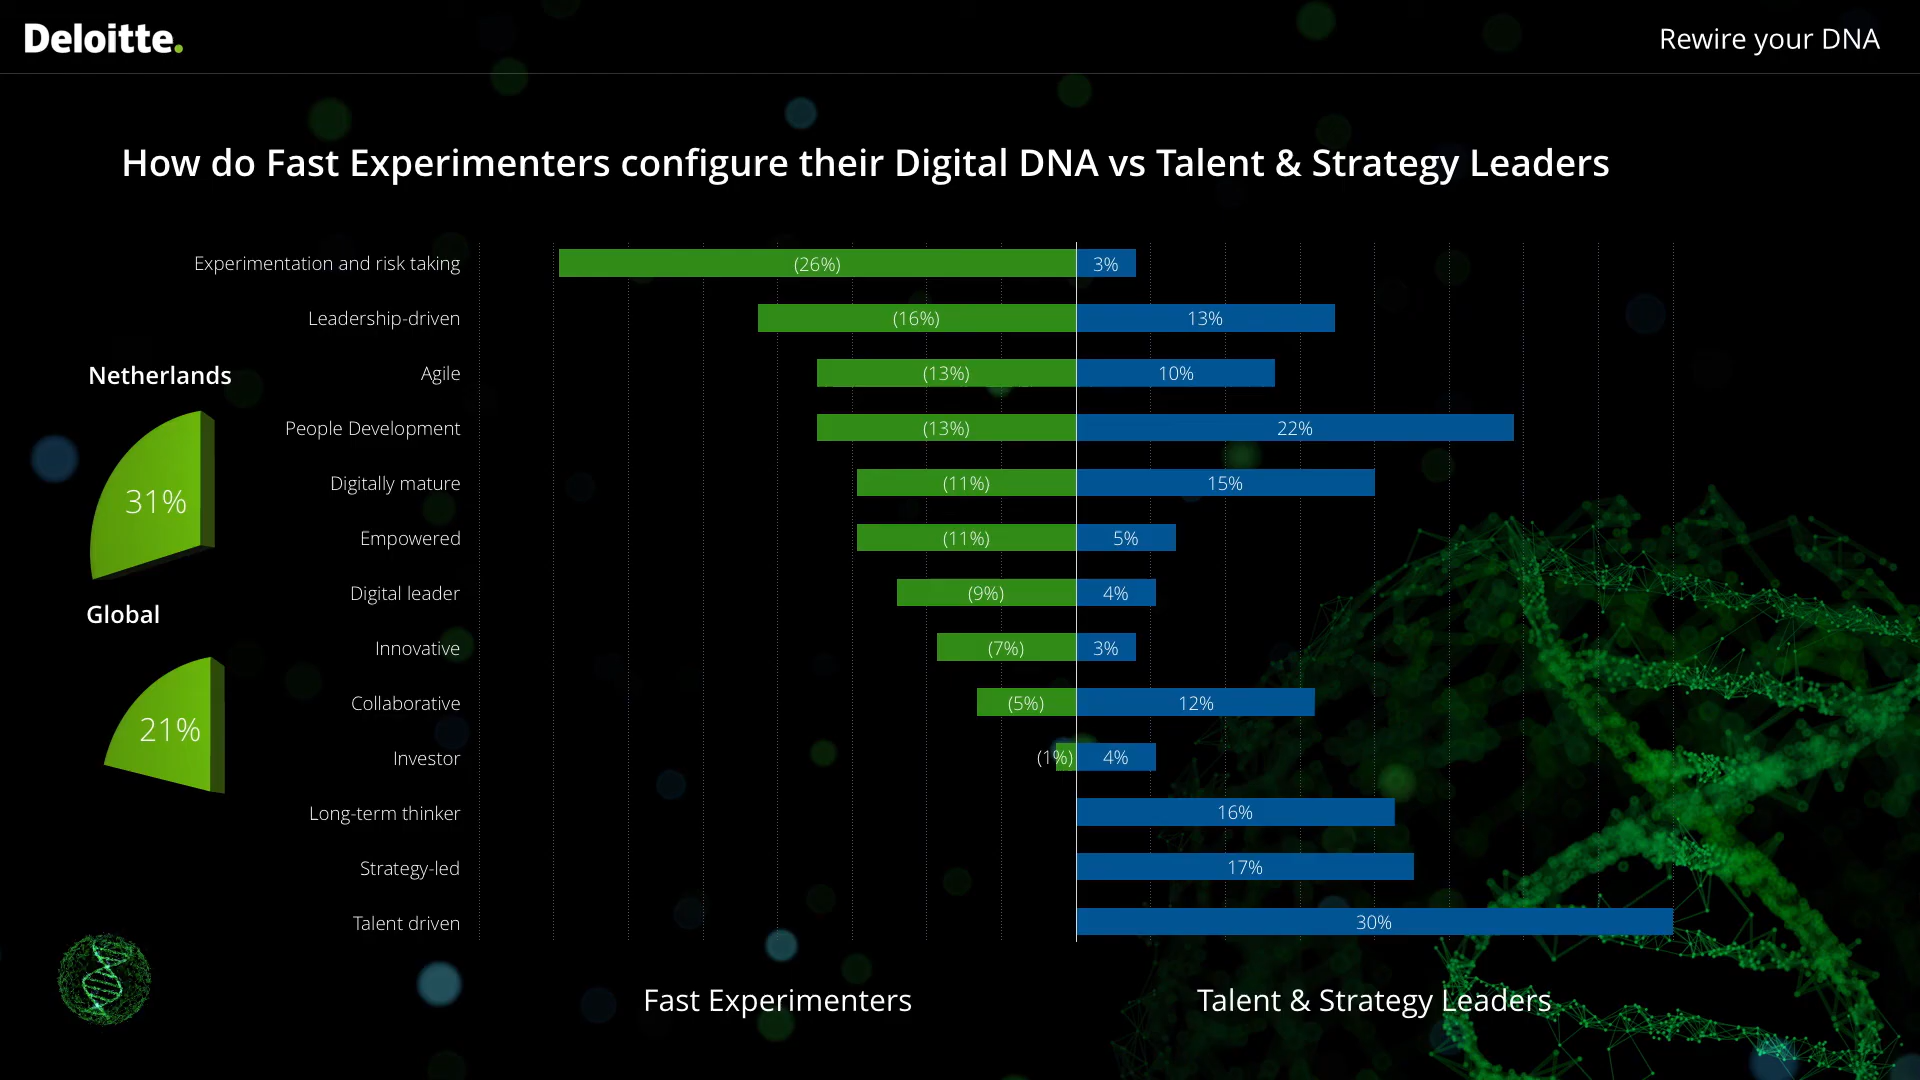 Deloitte.
Rewire your DNA
How do Fast Experimenters configure their Digital DNA vs Talent & Strategy Leaders
Experimentation and risk taking (26%) 3%
Leadership-driven (16%) 13%
Netherlands
Agile (13%) 10%
People Development (13%) 22%
31%
Digitally mature (11%) 15%
Empowered (11%) 5%
Digital leader (9%) 4%
Global
Innovative (7%) 3%
Collaborative (5%) 12%
21%
Investor (1%) 4%
Long-term thinker 16%
Strategy-led 17%
Talent driven 30%
Fast Experimenters
Talent & Strategy Leaders